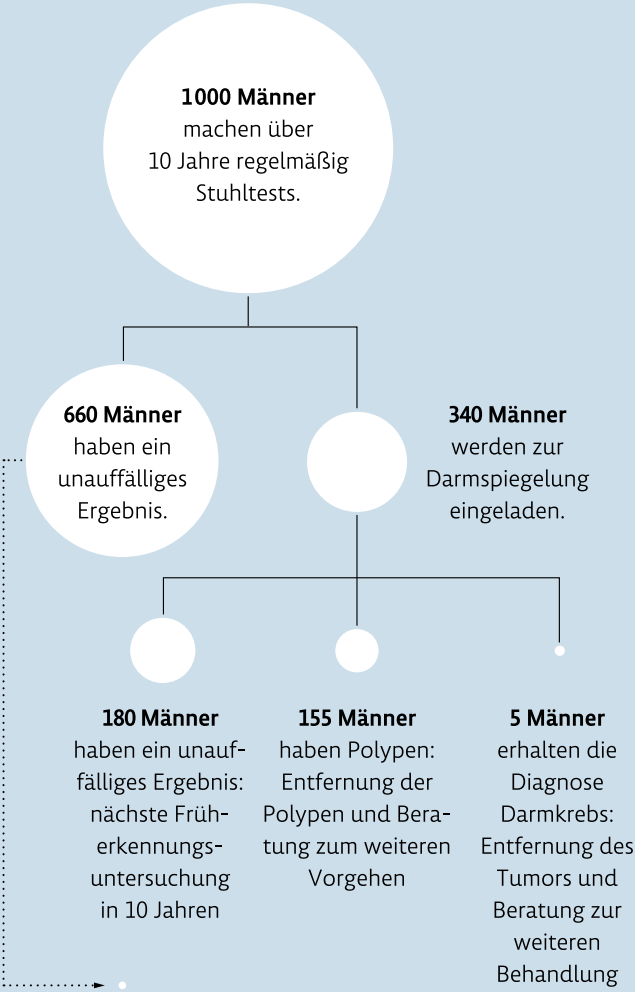 1000 Männer
machen über
10 Jahre regelmäßig
Stuhltests.
660 Männer
haben ein
unauffälliges
Ergebnis.
340 Männer
werden zur
Darmspiegelung
eingeladen.
180 Männer
haben ein unauf-
fälliges Ergebnis:
nächste Früh-
erkennungs-
untersuchung
in 10 Jahren
155 Männer
haben Polypen:
Entfernung der
Polypen und Bera-
tung zum weiteren
Vorgehen
5 Männer
erhalten die
Diagnose
Darmkrebs:
Entfernung des
Tumors und
Beratung zur
weiteren
Behandlung